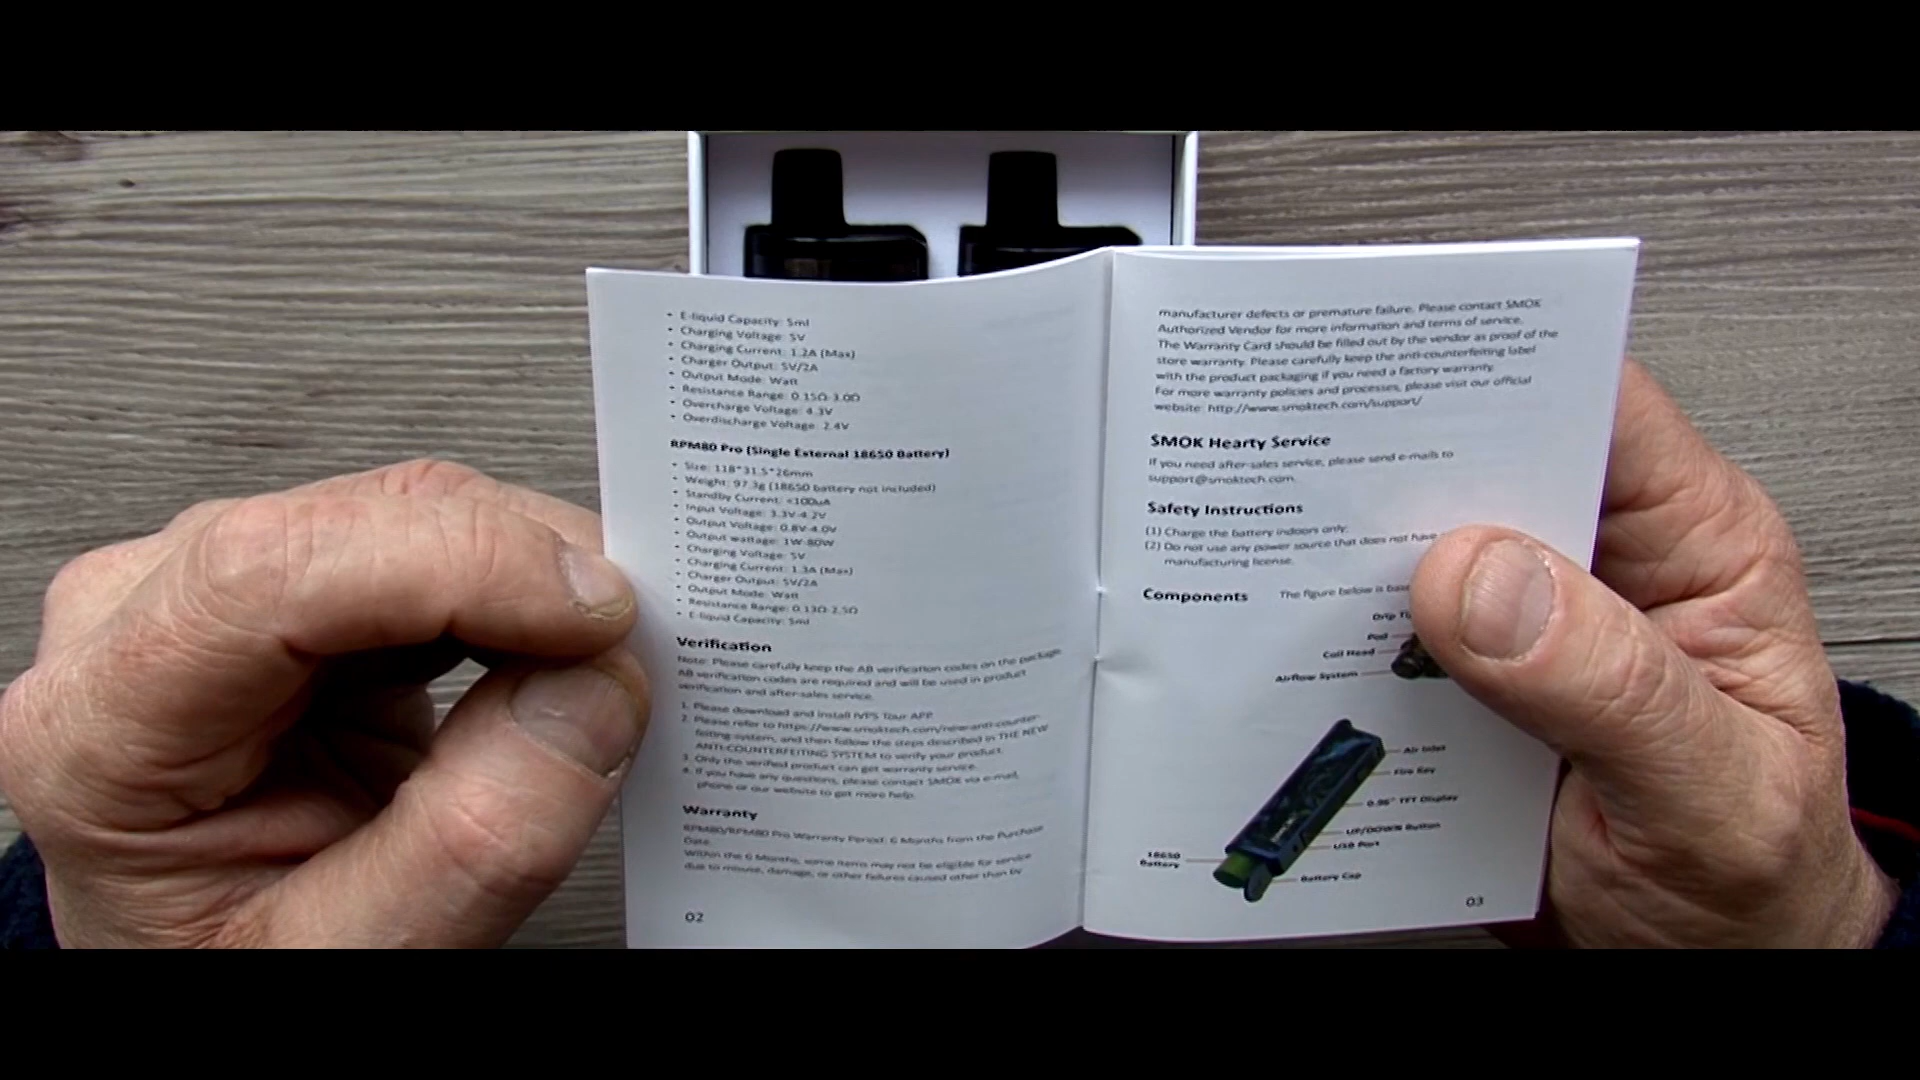 • E-liquid Capacity: 5ml
• Charging Voltage: 5V
• Charging Current: 1.2A (Max)
• Charger Output: 5V/2A
• Output Mode: Watt
• Resistance Range: 0.15Ω-3.0Ω
• Overcharge Voltage: 4.3V
• Overdischarge Voltage: 2.4V
RPM80 Pro (Single External 18650 Battery)
• Size: 118*31.5*26mm
• Weight: 97.3g (18650 battery not included)
• Standby Current: <100uA
• Input Voltage: 3.3V-4.2V
• Output Voltage: 0.8V-4.0V
• Output wattage: 1W-80W
• Charging Voltage: 5V
• Charging Current: 1.3A (Max)
• Charger Output: 5V/2A
• Output Mode: Watt
• Resistance Range: 0.13Ω-2.5Ω
• E-liquid Capacity: 5ml
Verification
Note: Please carefully keep the AB verification codes on the package.
AB verification codes are required and will be used in product
verification and after-sales service.
1. Please download and install IVPS Tour APP.
2. Please refer to https://www.smoktech.com/new-anti-counter-
feiting-system, and then follow the steps described in THE NEW
ANTI-COUNTERFEITING SYSTEM to verify your product.
3. Only the verified product can get warranty service.
4. If you have any questions, please contact SMOK via e-mail,
phone or our website to get more help.
Warranty
RPM80/RPM80 Pro Warranty Period: 6 Months from the Purchase
Date.
Within the 6 Months, some items may not be eligible for service
due to misuse, damage, or other failures caused other than by
02
manufacturer defects or premature failure. Please contact SMOK
Authorized Vendor for more information and terms of service.
The Warranty Card should be filled out by the vendor as proof of the
store warranty. Please carefully keep the anti-counterfeiting label
with the product packaging if you need a factory warranty.
For more warranty policies and processes, please visit our official
website: http://www.smoktech.com/support/
SMOK Hearty Service
If you need after-sales service, please send e-mails to
support@smoktech.com.
Safety Instructions
(1) Charge the battery indoors only.
(2) Do not use any power source that does not have
manufacturing license.
Components The figure below is
Drip
Pod
Coil Head
Airflow System
Air Inlet
Fire Key
0.96" TFT Display
UP/DOWN Button
USB Port
18650
Battery
Battery Cap
03